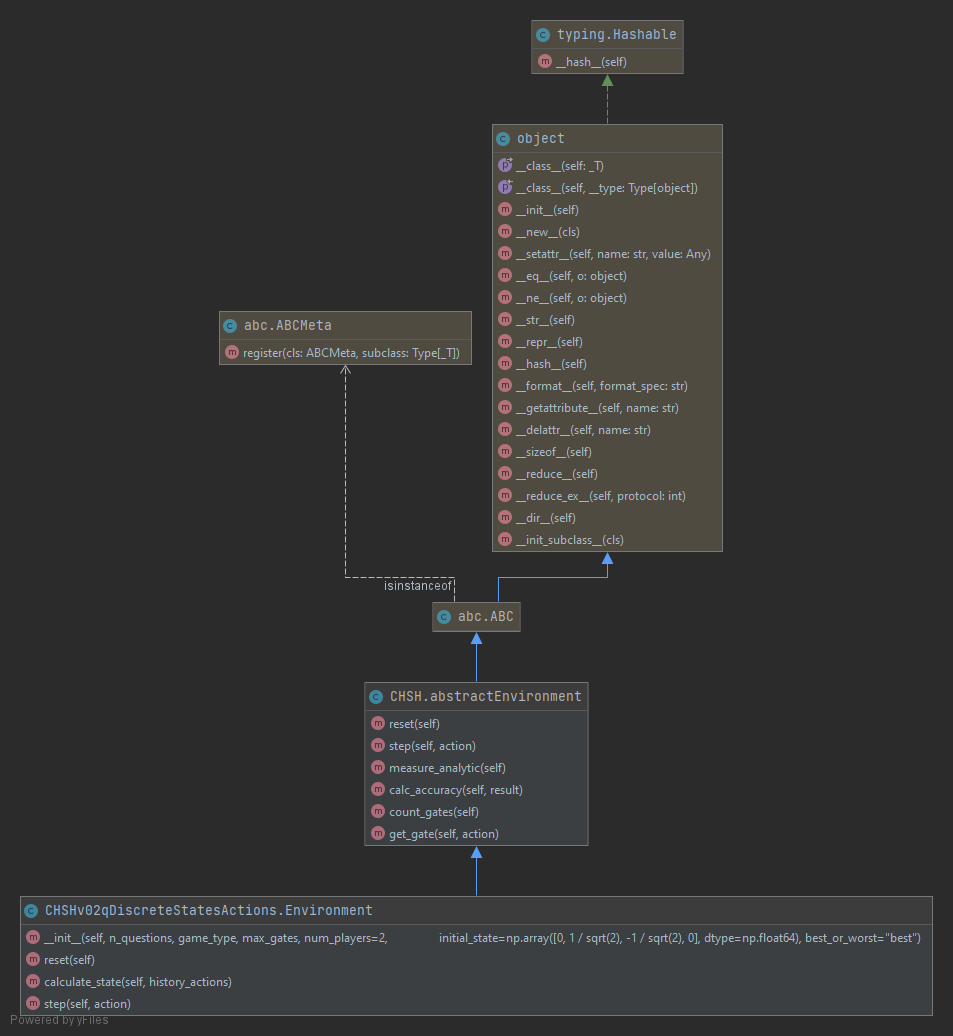 typing.Hashable
__hash__(self)
object
__class__(self: _T)
__class__(self, __type: Type[object])
__init__(self)
__new__(cls)
__setattr__(self, name: str, value: Any)
__eq__(self, o: object)
__ne__(self, o: object)
__str__(self)
__repr__(self)
__hash__(self)
__format__(self, format_spec: str)
__getattribute__(self, name: str)
__delattr__(self, name: str)
__sizeof__(self)
__reduce__(self)
__reduce_ex__(self, protocol: int)
__dir__(self)
__init_subclass__(cls)
abc.ABCMeta
register(cls: ABCMeta, subclass: Type[_T])
isinstanceof
abc.ABC
CHSH.abstractEnvironment
reset(self)
step(self, action)
measure_analytic(self)
calc_accuracy(self, result)
count_gates(self)
get_gate(self, action)
CHSHv02qDiscreteStatesActions.Environment
__init__(self, n_questions, game_type, max_gates, num_players=2, initial_state=np.array([0, 1 / sqrt(2), -1 / sqrt(2), 0], dtype=np.float64), best_or_worst="best")
reset(self)
calculate_state(self, history_actions)
step(self, action)
Powered by yFiles